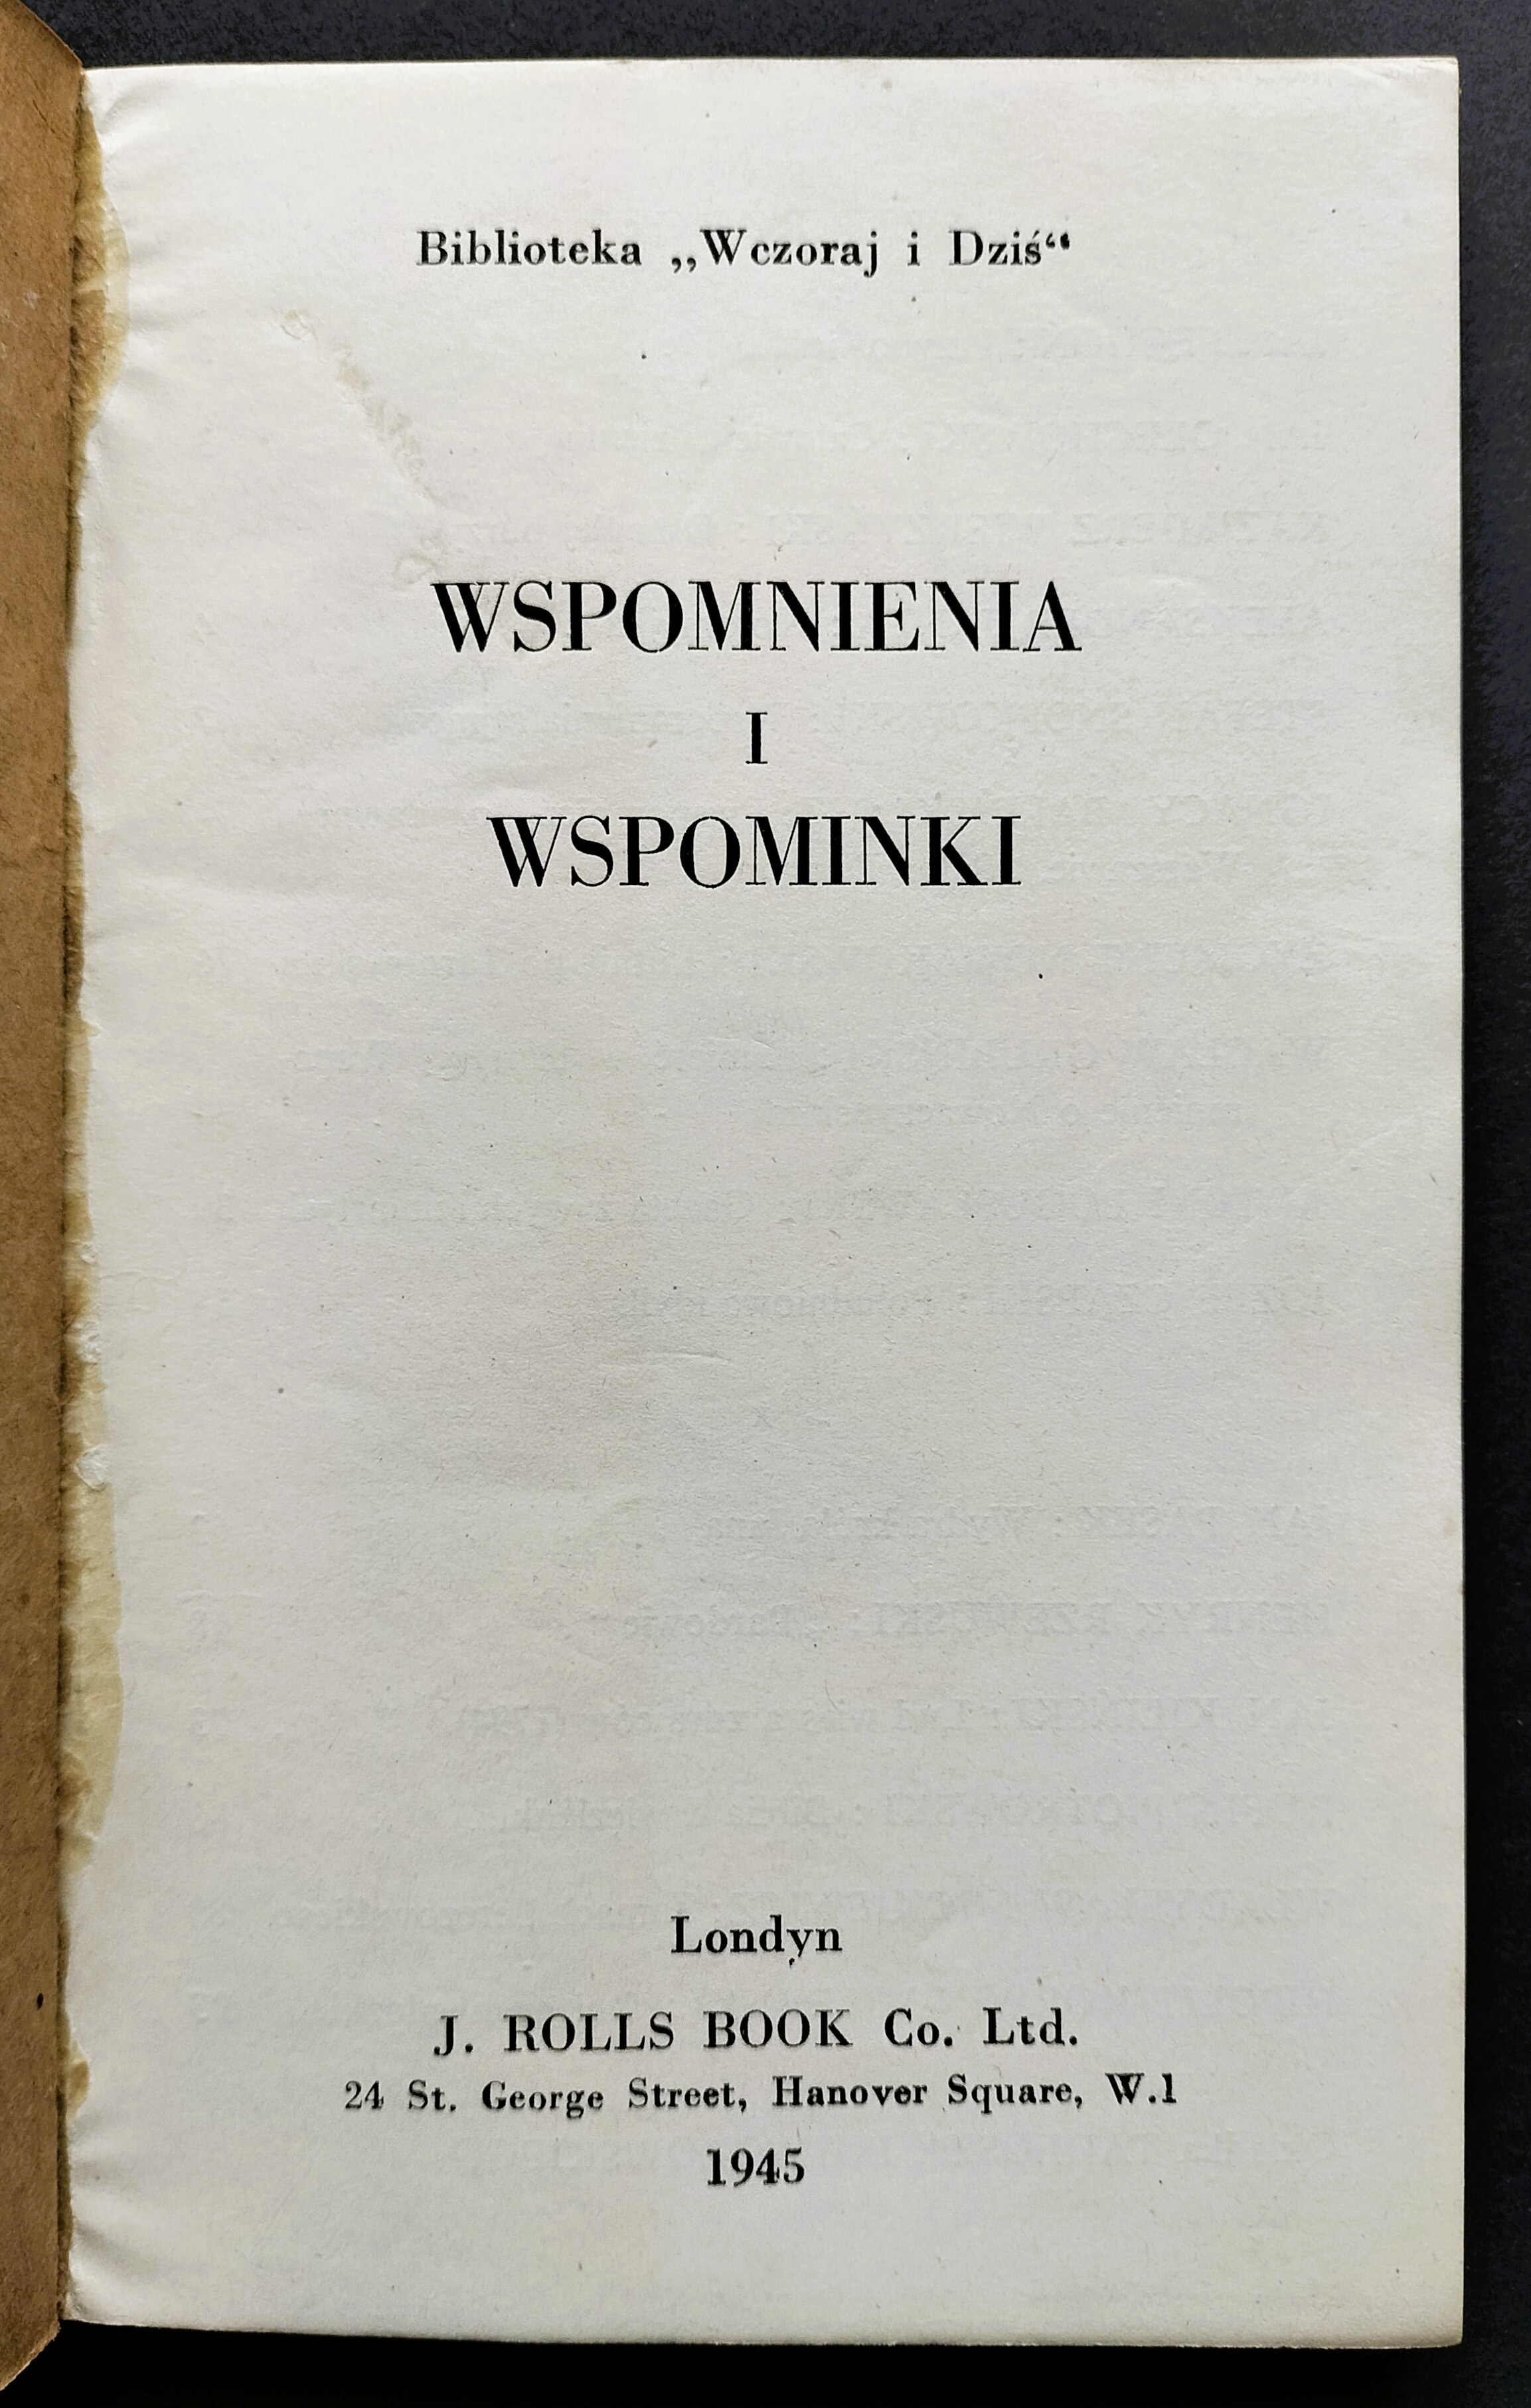 Biblioteka „Wczoraj i Dziś“
WSPOMNIENIA
I
WSPOMINKI
Londyn
J. ROLLS BOOK Co. Ltd.
24 St. George Street, Hanover Square, W.1
1945